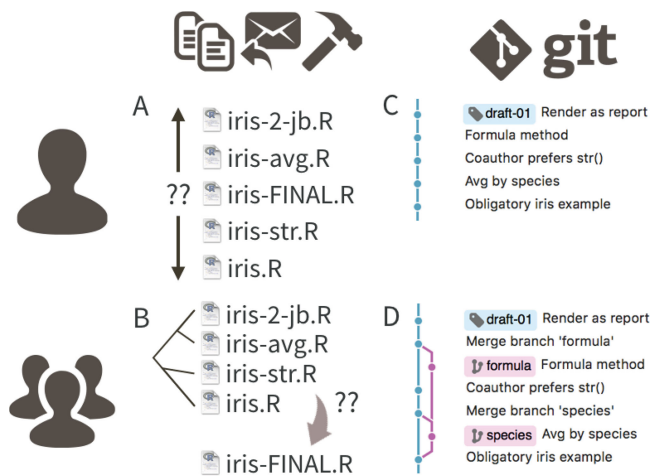 git
A
iris-2-jb.R
iris-avg.R
??
iris-FINAL.R
iris-str.R
iris.R
C
draft-01 Render as report
Formula method
Coauthor prefers str()
Avg by species
Obligatory iris example
B
iris-2-jb.R
iris-avg.R
iris-str.R
iris.R
??
iris-FINAL.R
D
draft-01 Render as report
Merge branch 'formula'
formula Formula method
Coauthor prefers str()
Merge branch 'species'
species Avg by species
Obligatory iris example